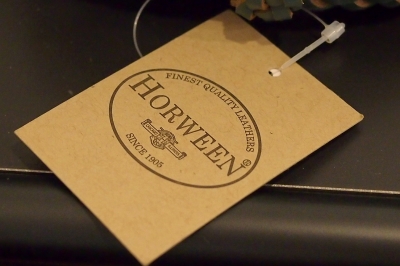 FINEST QUALITY LEATHERS
HORWEEN®
SINCE 1905